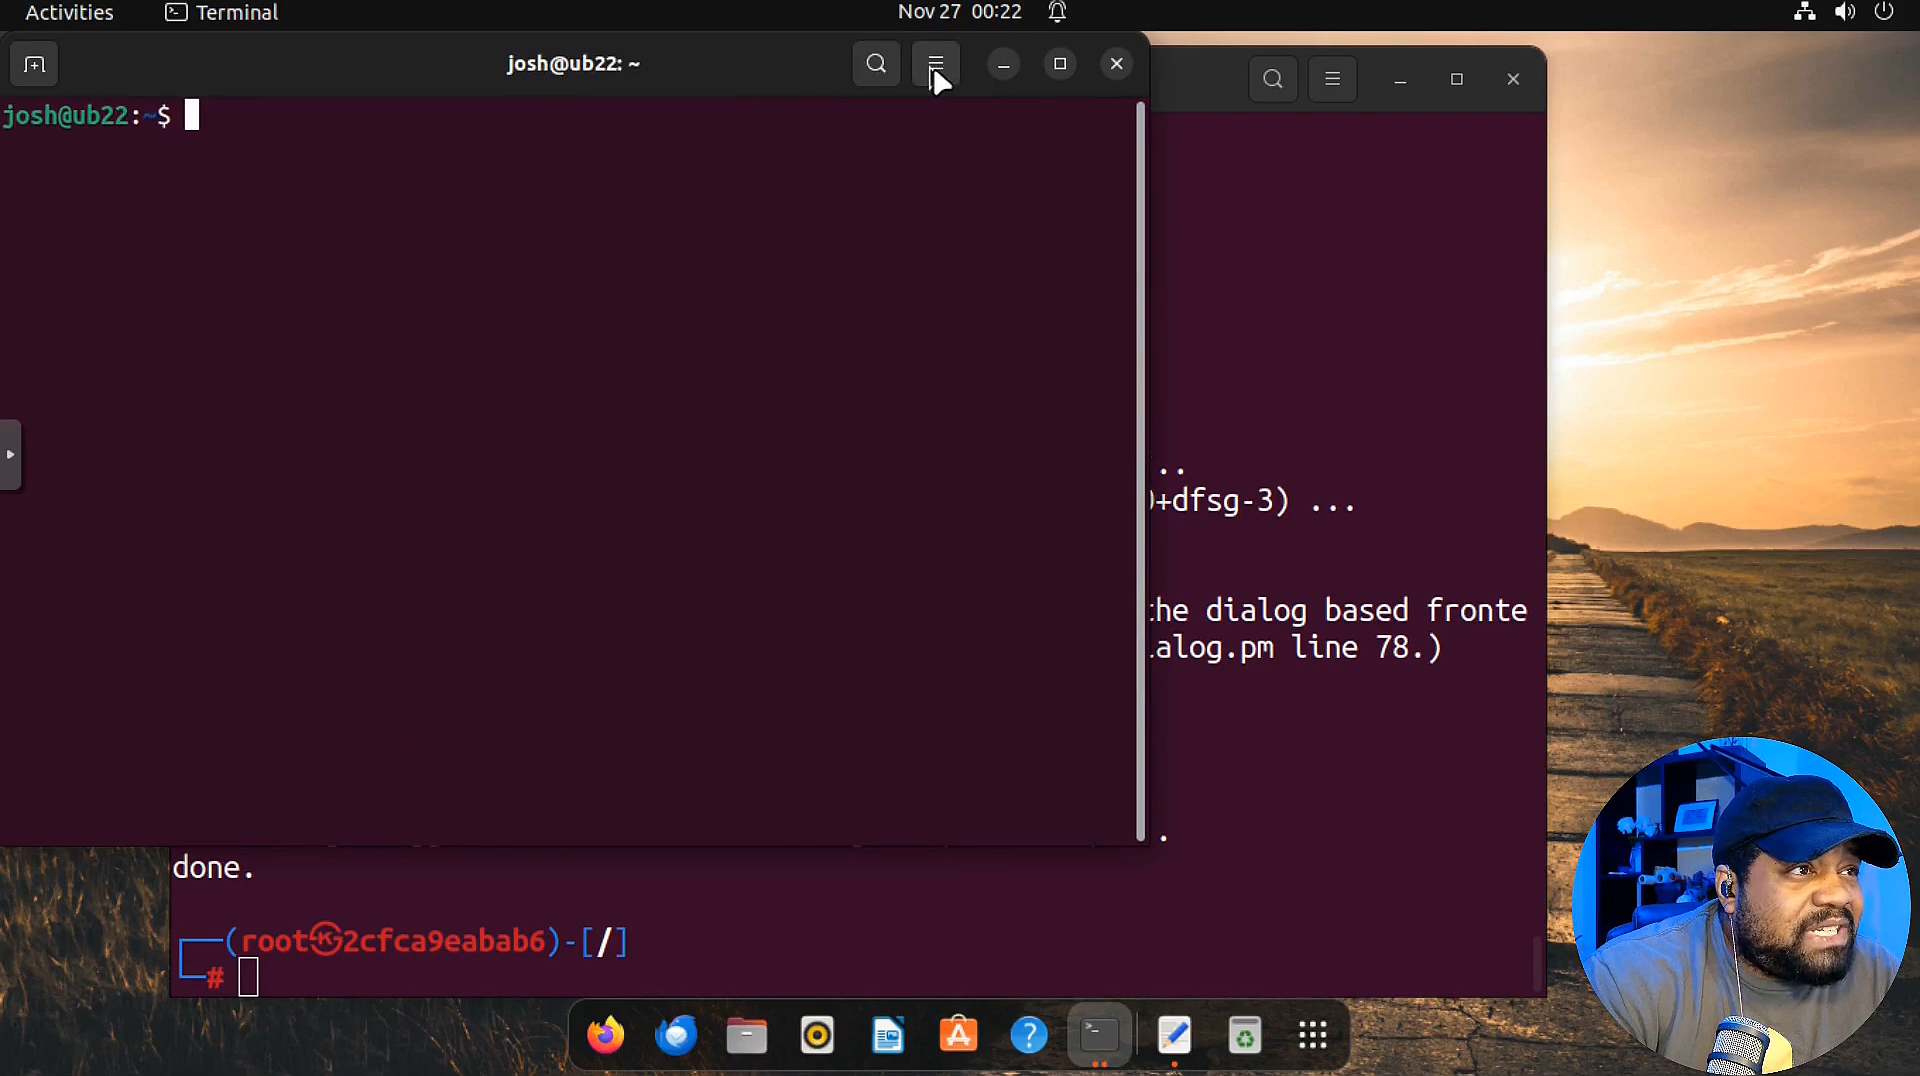 Activities Terminal Nov 27 00:22
josh@ub22: ~
josh@ub22:~$
..
)+dfsg-3) ...
the dialog based fronte
alog.pm line 78.)
.
done.
┌──(root㉿2cfca9eabab6)-[/]
└─#